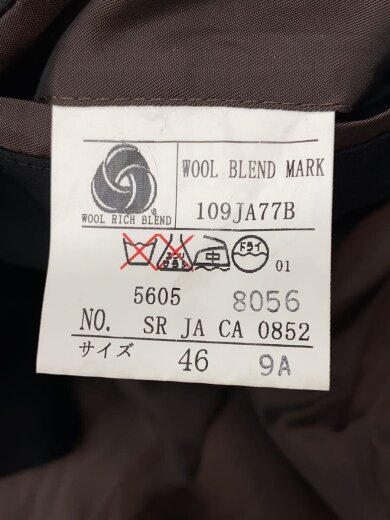 WOOL BLEND MARK
WOOL RICH BLEND
109JA77B
中 ドライ 01
5605 8056
NO. SR JA CA 0852
サイズ 46 9A